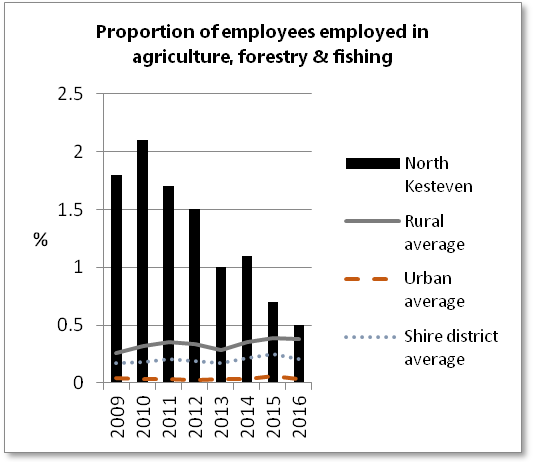 Proportion of employees employed in
agriculture, forestry & fishing
2.5
2
1.5
1
0.5
0
%
2009
2010
2011
2012
2013
2014
2015
2016
North
Kesteven
Rural
average
Urban
average
Shire district
average